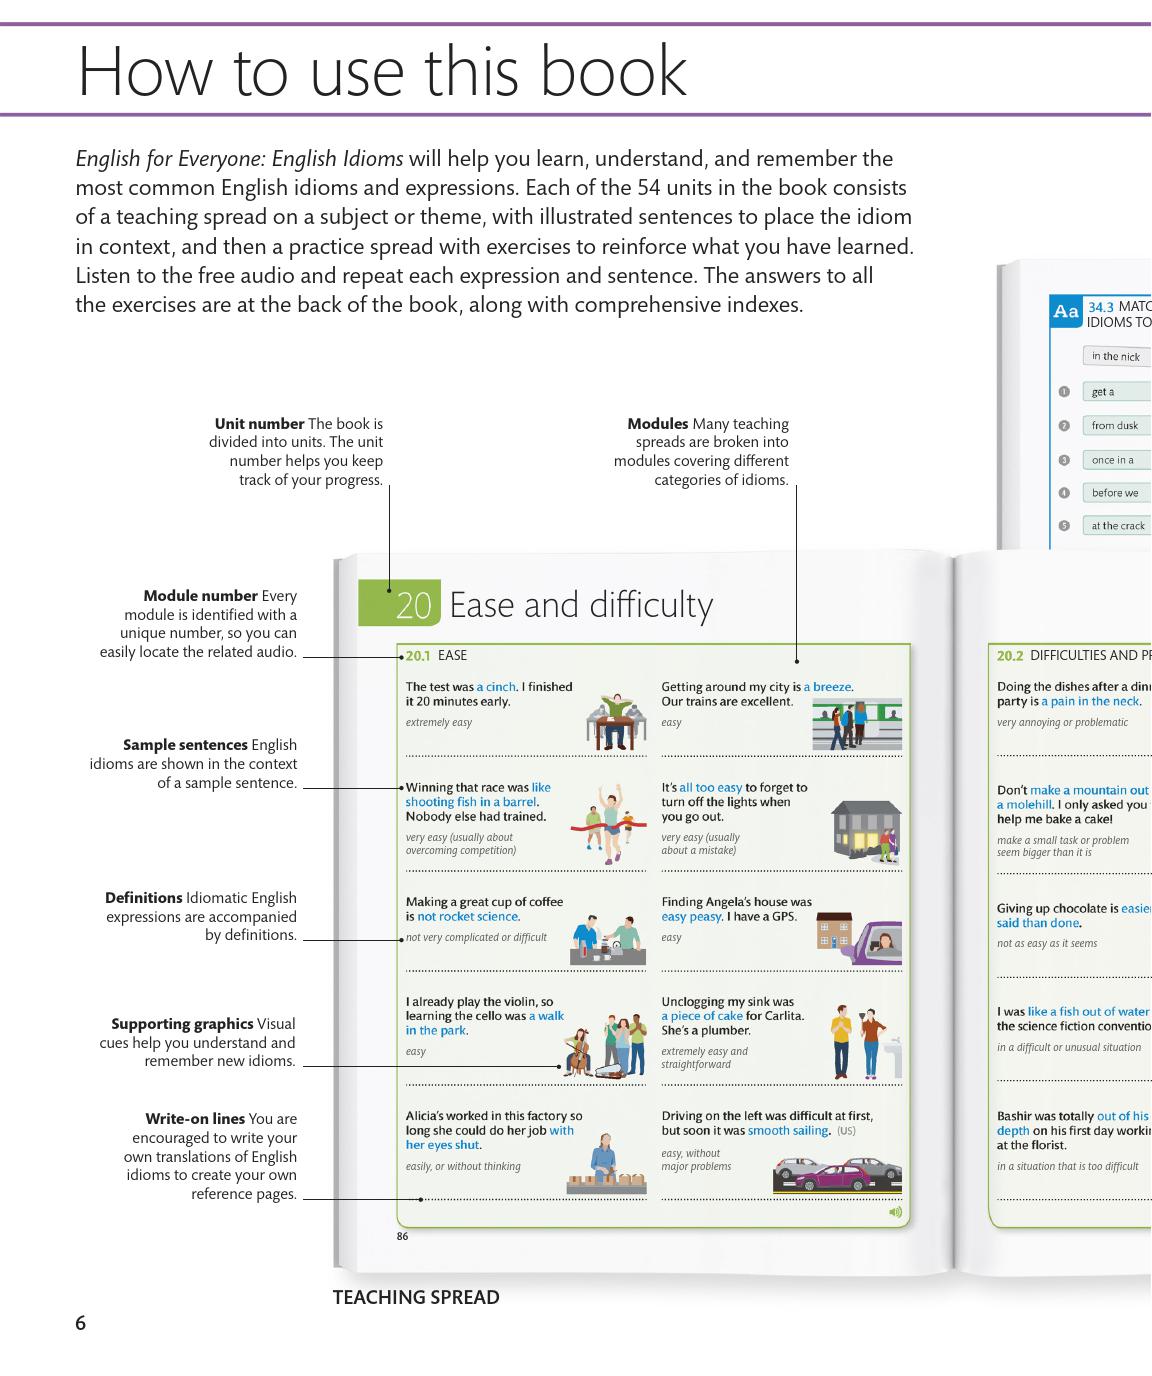 How to use this book
English for Everyone: English Idioms will help you learn, understand, and remember the
most common English idioms and expressions. Each of the 54 units in the book consists
of a teaching spread on a subject or theme, with illustrated sentences to place the idiom
in context, and then a practice spread with exercises to reinforce what you have learned.
Listen to the free audio and repeat each expression and sentence. The answers to all
the exercises are at the back of the book, along with comprehensive indexes.
Unit number The book is
divided into units. The unit
number helps you keep
track of your progress.
Modules Many teaching
spreads are broken into
modules covering different
categories of idioms.
Aa 34.3
IDIOMS TO
in the nick
1 get a
2 from dusk
3 once in a
4 before we
5 at the crack
Module number Every
module is identified with a
unique number, so you can
easily locate the related audio.
Sample sentences English
idioms are shown in the context
of a sample sentence.
Definitions Idiomatic English
expressions are accompanied
by definitions.
Supporting graphics Visual
cues help you understand and
remember new idioms.
Write-on lines You are
encouraged to write your
own translations of English
idioms to create your own
reference pages.
20 Ease and difficulty
20.1 EASE
The test was a cinch. I finished
it 20 minutes early.
extremely easy
Getting around my city is a breeze.
Our trains are excellent.
easy
Winning that race was like
shooting fish in a barrel.
Nobody else had trained.
very easy (usually about
overcoming competition)
It's all too easy to forget to
turn off the lights when
you go out.
very easy (usually
about a mistake)
Making a great cup of coffee
is not rocket science.
not very complicated or difficult
Finding Angela's house was
easy peasy. I have a GPS.
easy
I already play the violin, so
learning the cello was a walk
in the park.
easy
Unclogging my sink was
a piece of cake for Carlita.
She's a plumber.
extremely easy and
straightforward
Alicia's worked in this factory so
long she could do her job with
her eyes shut.
easily, or without thinking
Driving on the left was difficult at first,
but soon it was smooth sailing. (US)
easy, without
major problems
86
20.2 DIFFICULTIES AND
Doing the dishes after a
party is a pain in the neck.
very annoying or problematic
Don't make a mountain out
a molehill. I only asked you
help me bake a cake!
make a small task or problem
seem bigger than it is
Giving up chocolate is
said than done.
not as easy as it seems
I was like a fish out of water
the science fiction
in a difficult or unusual situation
Bashir was totally out of his
depth on his first day
at the florist.
in a situation that is too difficult
TEACHING SPREAD
6